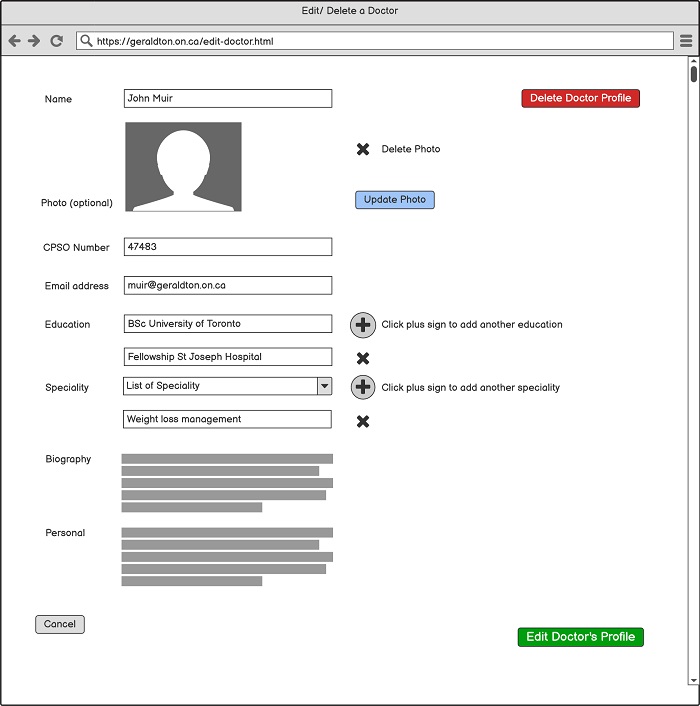 Edit/ Delete a Doctor
https://geraldton.on.ca/edit-doctor.html
Name
John Muir
Delete Doctor Profile
Delete Photo
Photo (optional)
Update Photo
CPSO Number
47483
Email address
muir@geraldton.on.ca
Education
BSc University of Toronto
Click plus sign to add another education
Fellowship St Joseph Hospital
Speciality
List of Speciality
Click plus sign to add another speciality
Weight loss management
Biography
Personal
Cancel
Edit Doctor's Profile